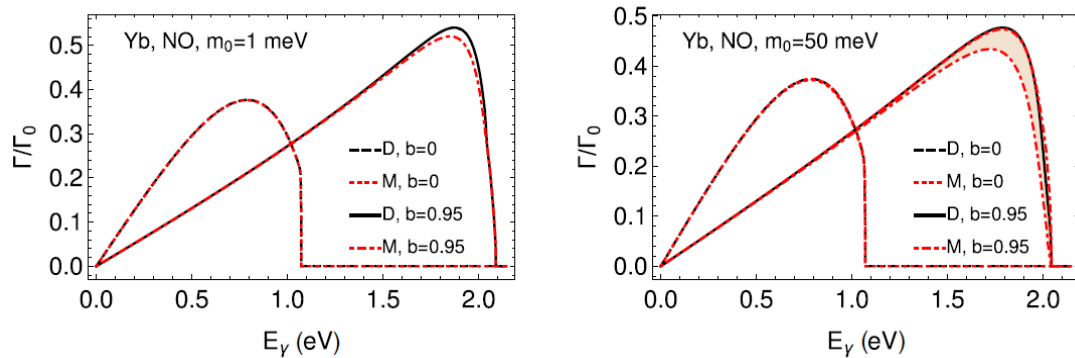 Yb, NO, m₀=1 meV
Γ/Γ₀
0.5
0.4
0.3
0.2
0.1
0.0
D, b=0
M, b=0
D, b=0.95
M, b=0.95
0.0 0.5 1.0 1.5 2.0
Eγ (eV)
Yb, NO, m₀=50 meV
Γ/Γ₀
0.5
0.4
0.3
0.2
0.1
0.0
D, b=0
M, b=0
D, b=0.95
M, b=0.95
0.0 0.5 1.0 1.5 2.0
Eγ (eV)